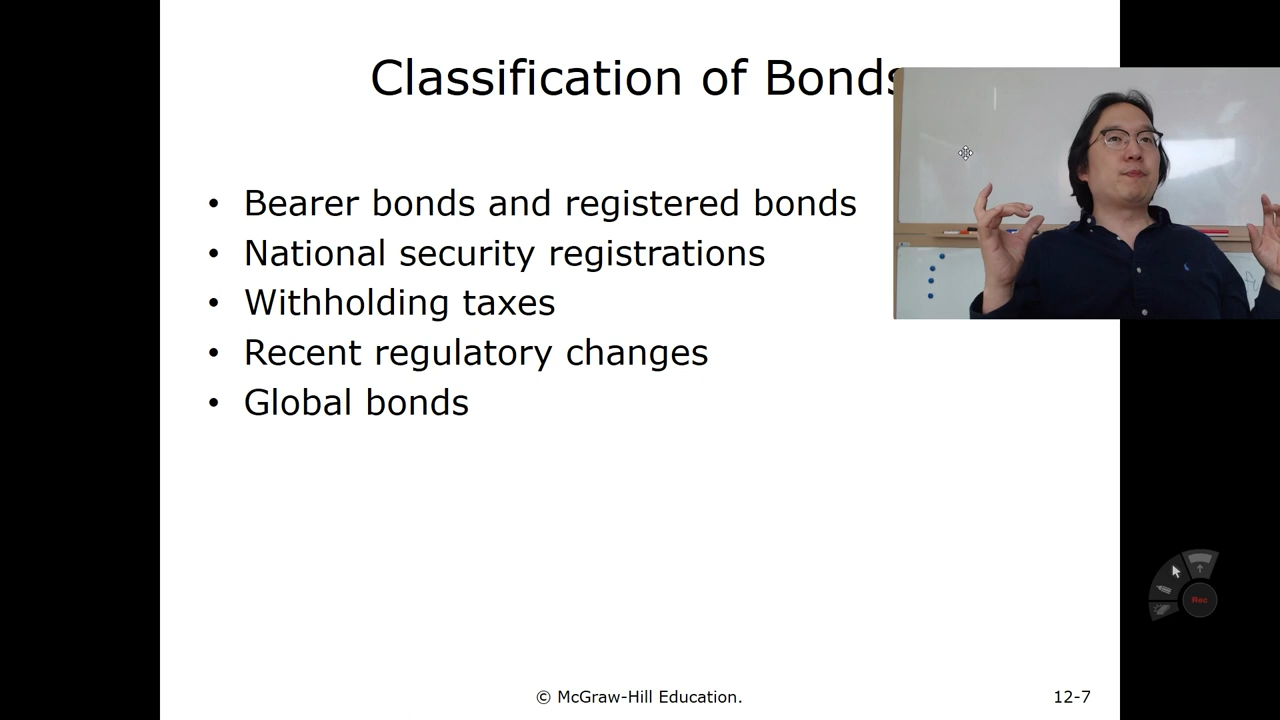 Classification of Bonds
• Bearer bonds and registered bonds
• National security registrations
• Withholding taxes
• Recent regulatory changes
• Global bonds
Rec
© McGraw-Hill Education.
12-7